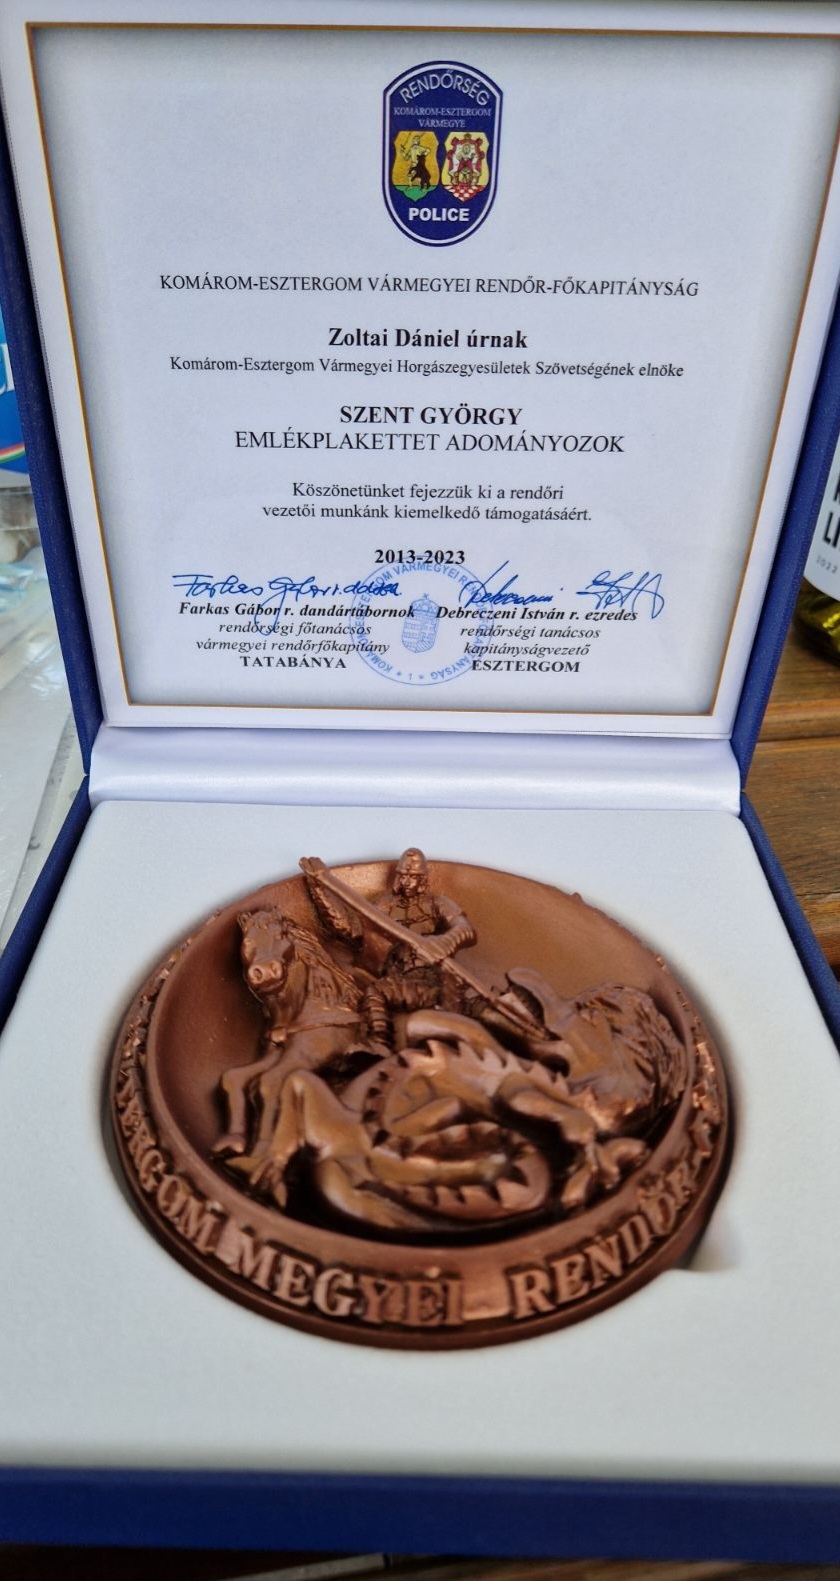 RENDŐRSÉG
KOMÁROM-ESZTERGOM
VÁRMEGYE
POLICE
KOMÁROM-ESZTERGOM VÁRMEGYEI RENDŐR-FŐKAPITÁNYSÁG
Zoltai Dániel úrnak
Komárom-Esztergom Vármegyei Horgászegyesületek Szövetségének elnöke
SZENT GYÖRGY
EMLÉKPLAKETTET ADOMÁNYOZOK
Köszönetünket fejezzük ki a rendőri
vezetői munkánk kiemelkedő támogatásáért.
2013-2023
Farkas Gábor r. dandártábornok Debreczeni István r. ezredes
rendőrségi főtanácsos rendőrségi tanácsos
vármegyei rendőrfőkapitány kapitányságvezető
TATABÁNYA ESZTERGOM
MEGYEI RENDŐR